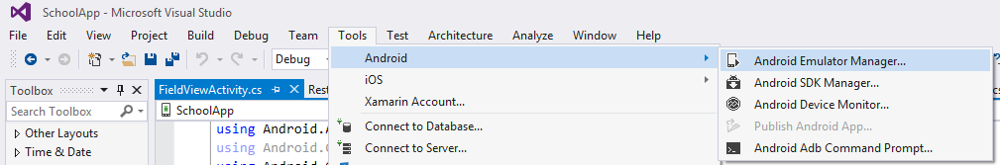 SchoolApp - Microsoft Visual Studio
File Edit View Project Build Debug Team Tools Test Architecture Analyze Window Help
Debug Android Android Emulator Manager...
Toolbox FieldViewActivity.cs iOS Android SDK Manager...
Search Toolbox SchoolApp Xamarin Account... Android Device Monitor...
Other Layouts using Android. Connect to Database... Publish Android App...
Time & Date using Android. Connect to Server... Android Adb Command Prompt...